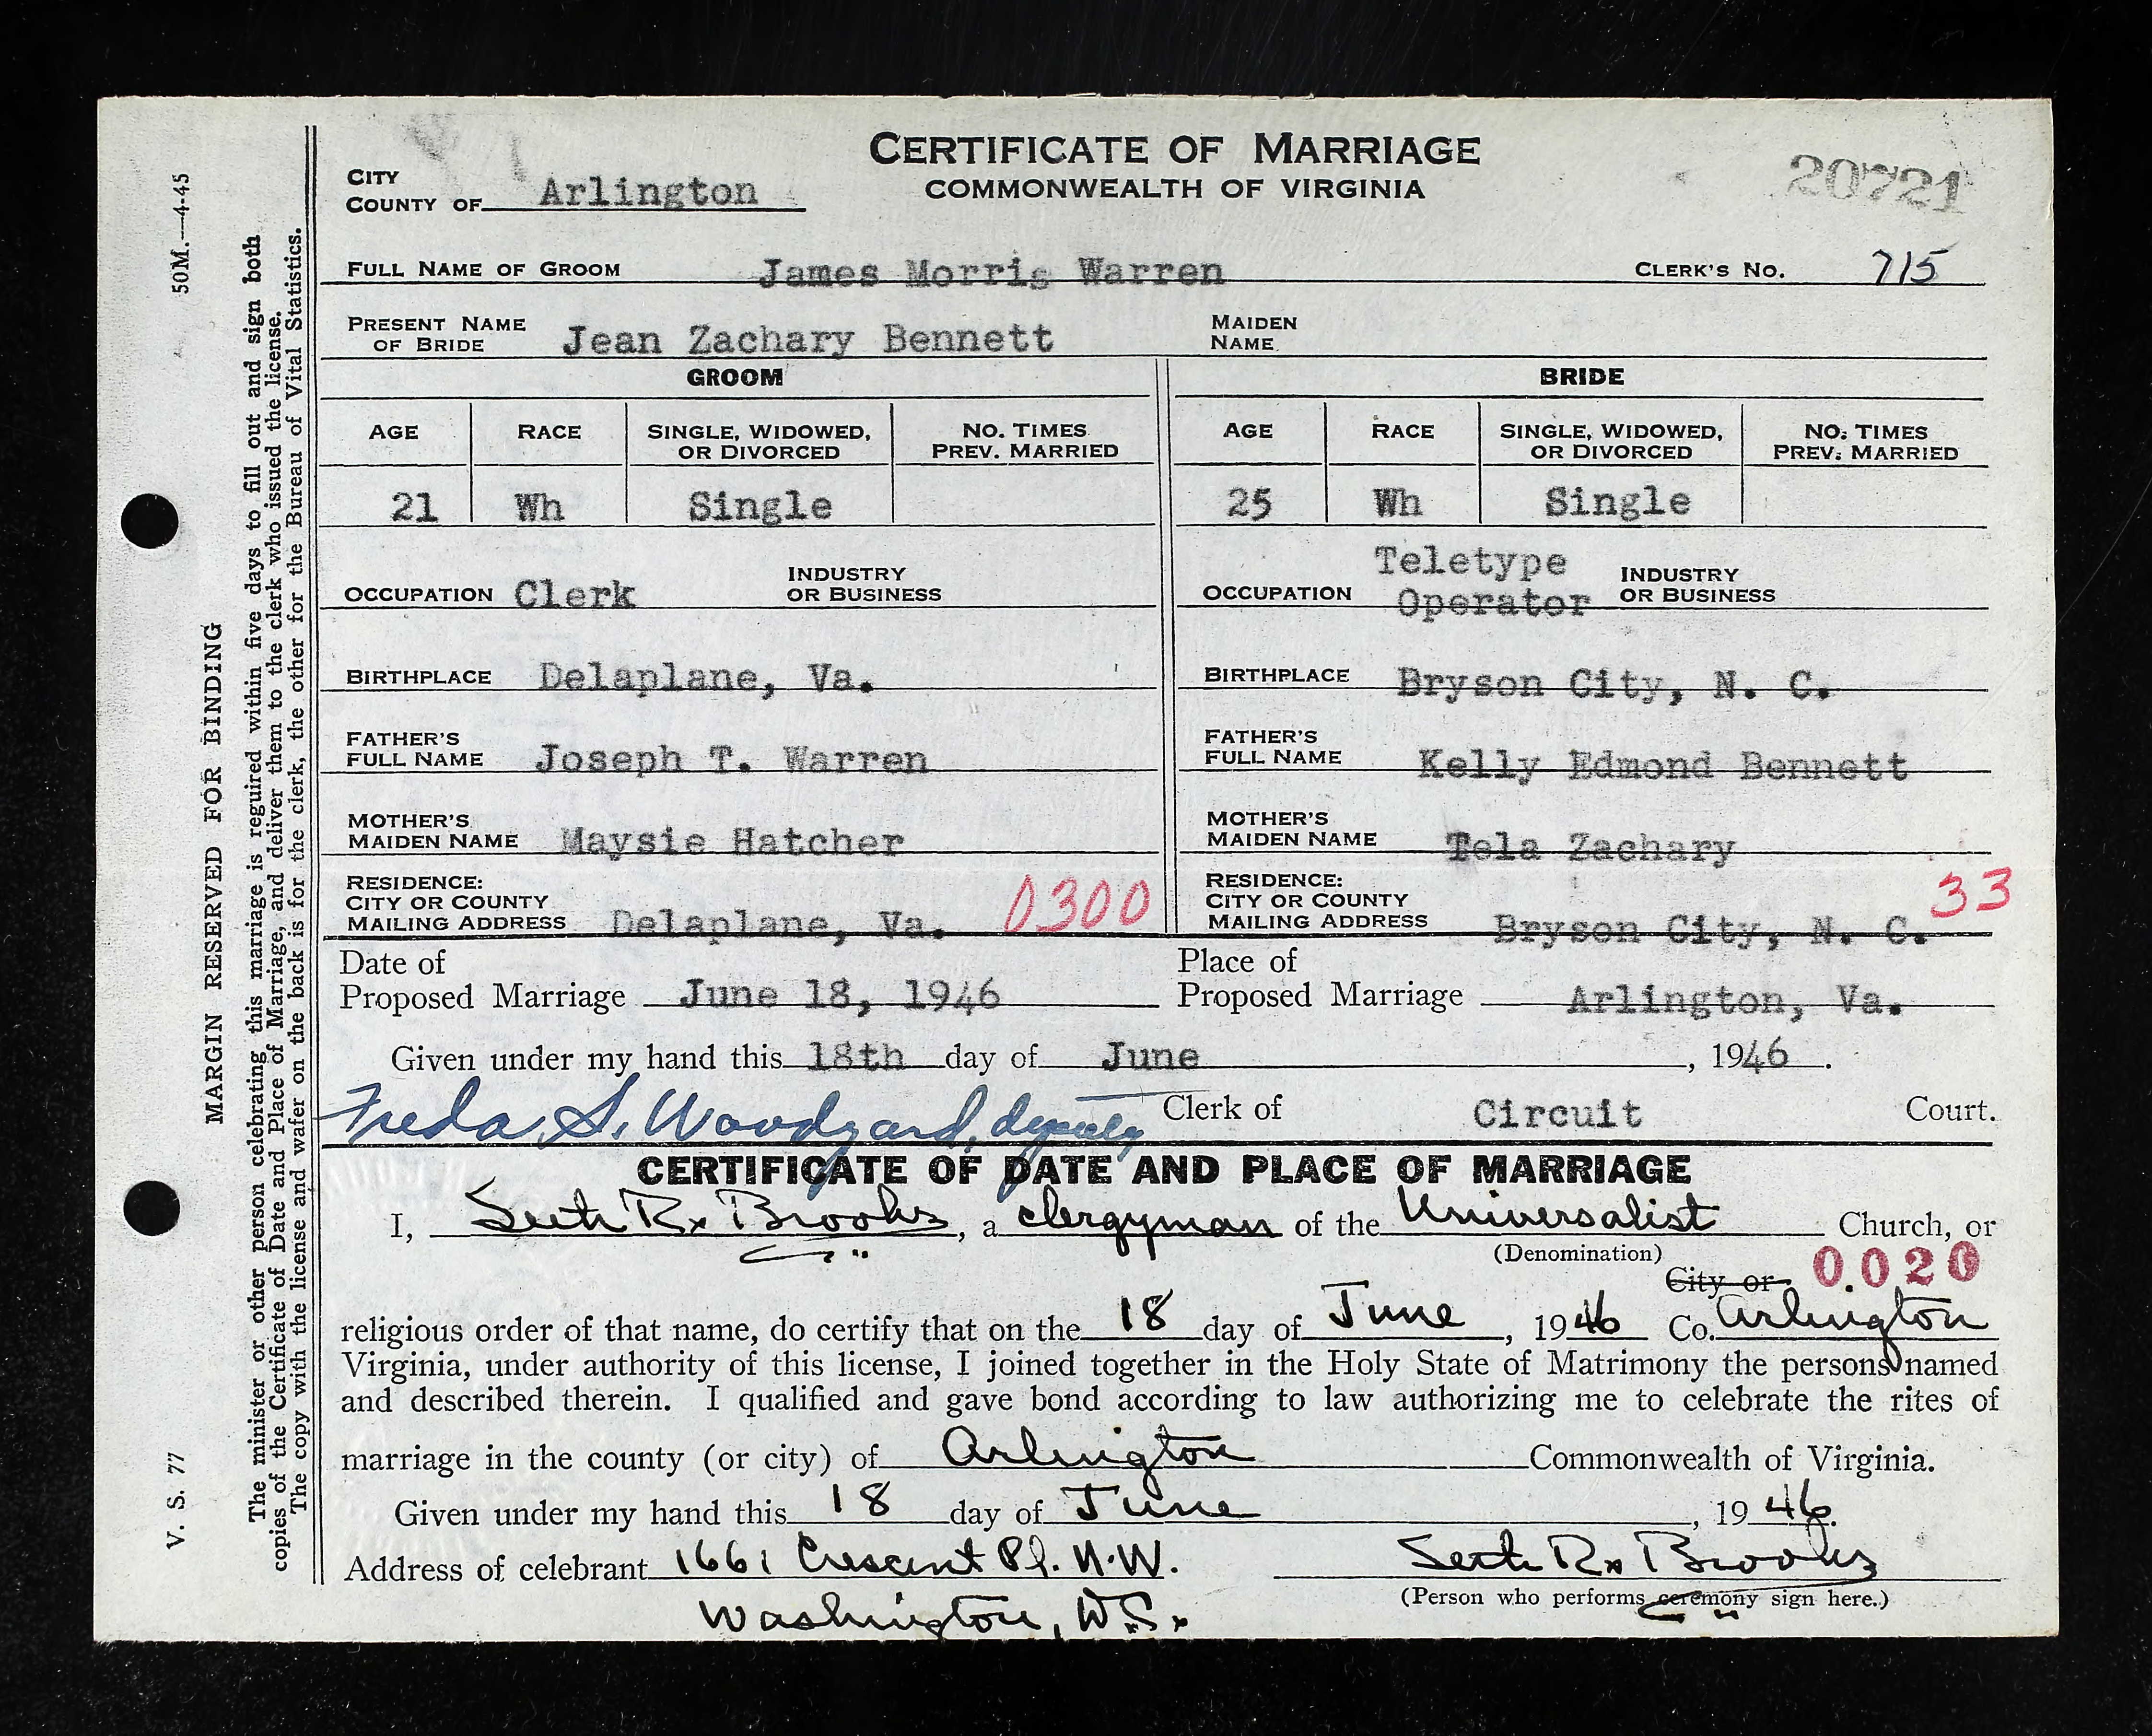 CERTIFICATE OF MARRIAGE
COMMONWEALTH OF VIRGINIA
20721
CITY
COUNTY OF Arlington
FULL NAME OF GROOM James Morris Warren CLERK'S No. 715
PRESENT NAME OF BRIDE Jean Zachary Bennett MAIDEN NAME
GROOM BRIDE
AGE RACE SINGLE, WIDOWED, OR DIVORCED NO. TIMES PREV. MARRIED AGE RACE SINGLE, WIDOWED, OR DIVORCED NO. TIMES PREV. MARRIED
21 Wh Single 25 Wh Single
OCCUPATION Clerk INDUSTRY OR BUSINESS OCCUPATION Teletype Operator INDUSTRY OR BUSINESS
BIRTHPLACE Delaplane, Va. BIRTHPLACE Bryson City, N. C.
FATHER'S FULL NAME Joseph T. Warren FATHER'S FULL NAME Kelly Edmond Bennett
MOTHER'S MAIDEN NAME Maysie Hatcher MOTHER'S MAIDEN NAME Tela Zachary
RESIDENCE: CITY OR COUNTY MAILING ADDRESS Delaplane, Va. 0300 RESIDENCE: CITY OR COUNTY MAILING ADDRESS Bryson City, N. C. 33
Date of Proposed Marriage June 18, 1946 Place of Proposed Marriage Arlington, Va.
Given under my hand this 18th day of June, 1946.
Freda S. Woodyard, deputy Clerk of Circuit Court.
CERTIFICATE OF DATE AND PLACE OF MARRIAGE
I, Seth R. Brooks, a clergyman of the Universalist Church, or
(Denomination)
City or 0020
religious order of that name, do certify that on the 18 day of June, 1946 Co. Arlington
Virginia, under authority of this license, I joined together in the Holy State of Matrimony the persons named
and described therein. I qualified and gave bond according to law authorizing me to celebrate the rites of
marriage in the county (or city) of Arlington Commonwealth of Virginia.
Given under my hand this 18 day of June, 1946.
Address of celebrant 1661 Crescent Pl. N.W. Seth R. Brooks
(Person who performs ceremony sign here.)
Washington, D.C.
50M.—4-45
MARGIN RESERVED FOR BINDING
V. S. 77
The minister or other person celebrating this marriage is reguired within five days to fill out and sign both
copies of the Certificate of Date and Place of Marriage, and deliver them to the clerk who issued the license.
The copy with the license and wafer on the back is for the clerk, the other for the Bureau of Vital Statistics.